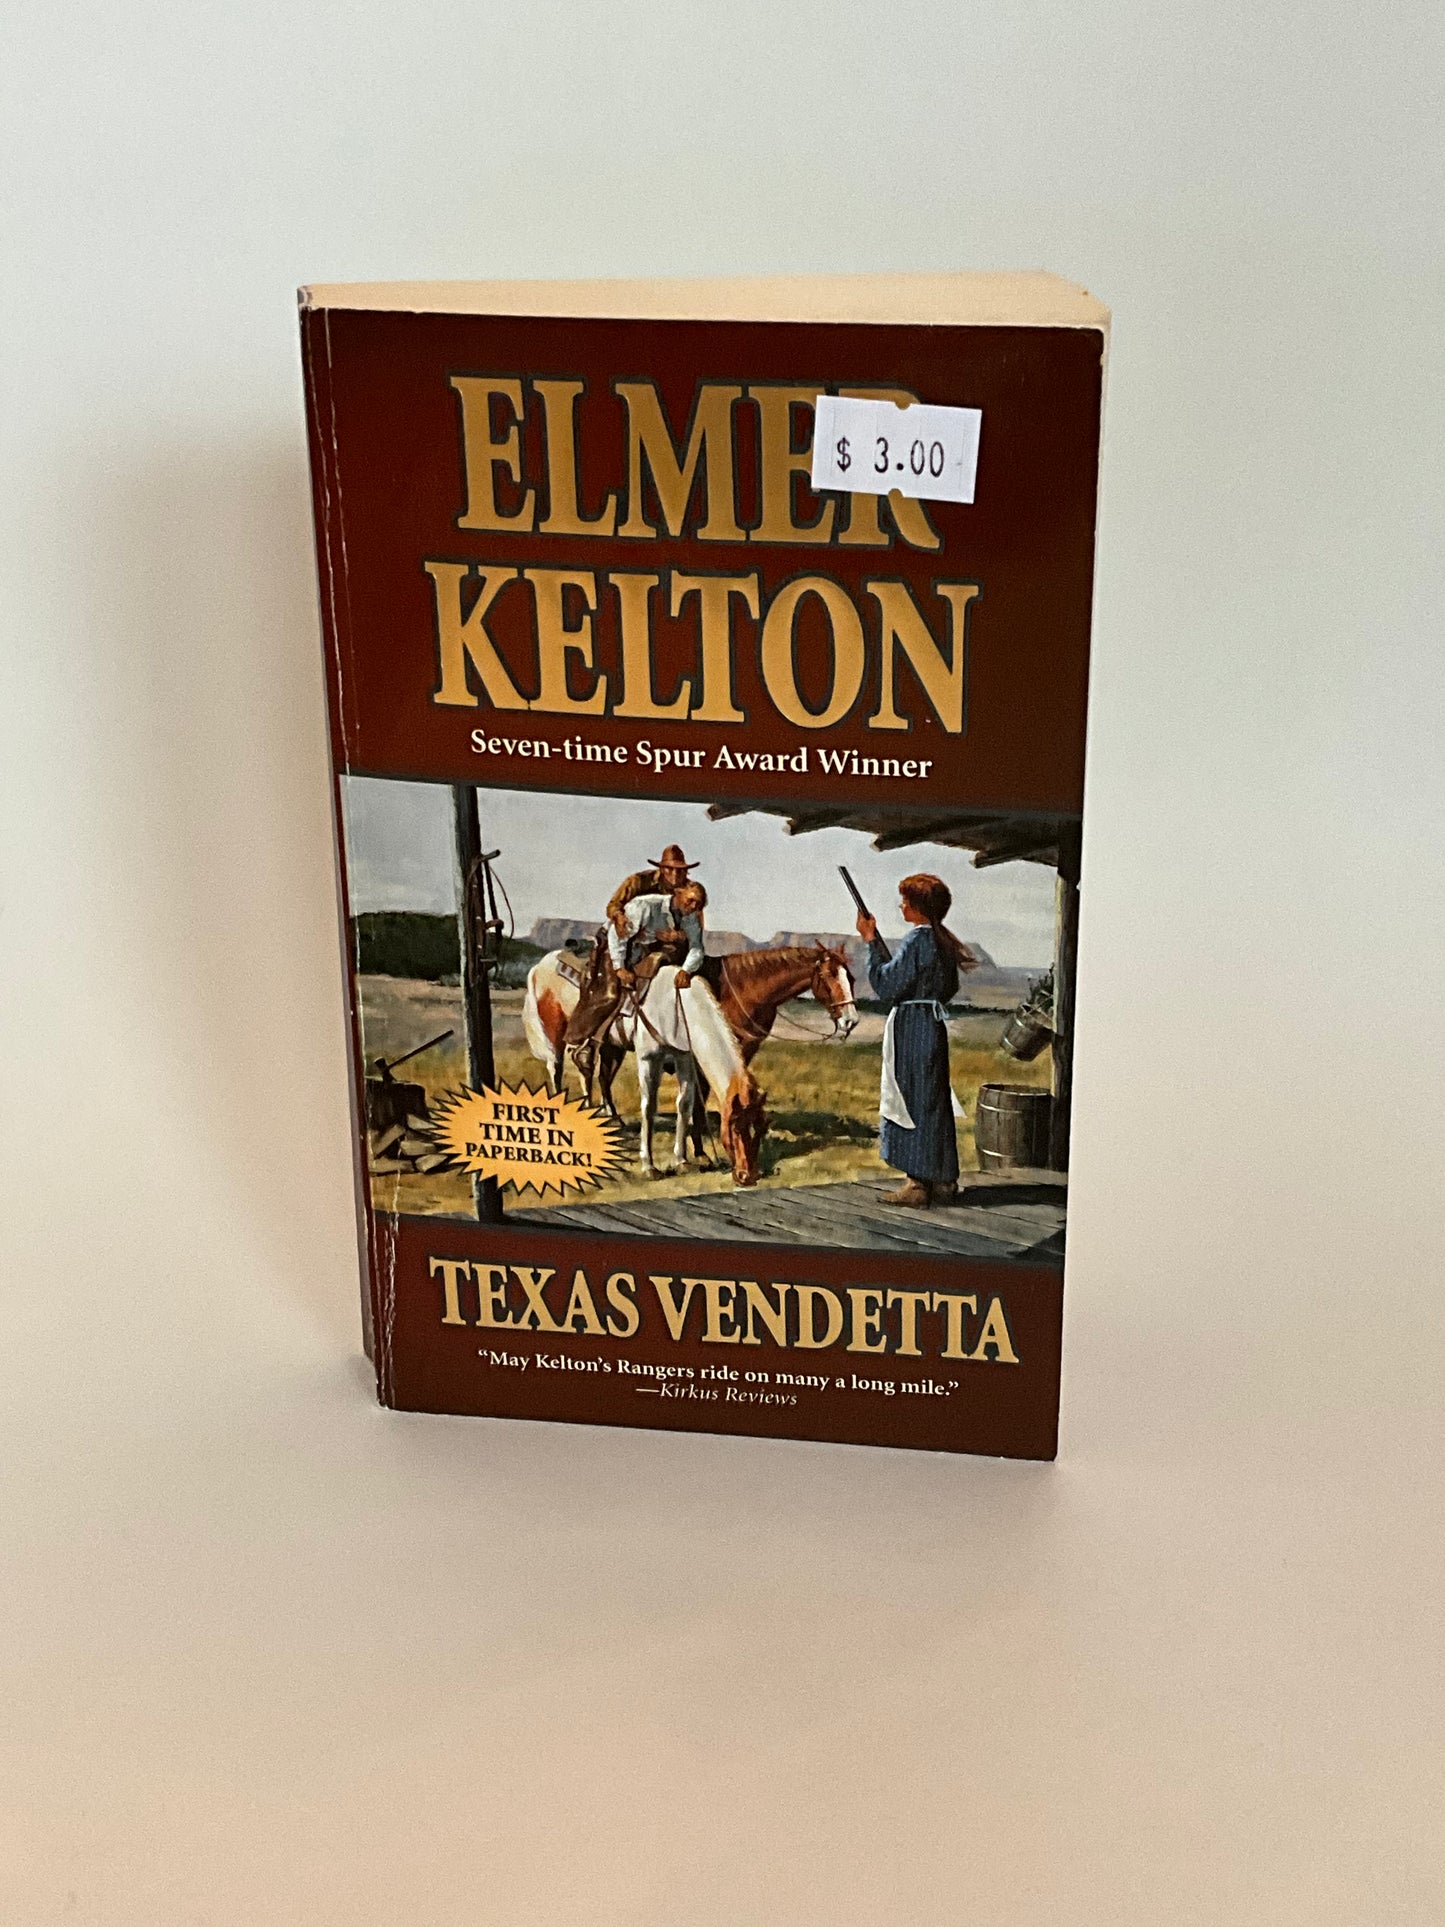 ELMER
$ 3.00
KELTON
Seven-time Spur Award Winner
FIRST
TIME IN
PAPERBACK!
TEXAS VENDETTA
“May Kelton’s Rangers ride on many a long mile.”
—Kirkus Reviews